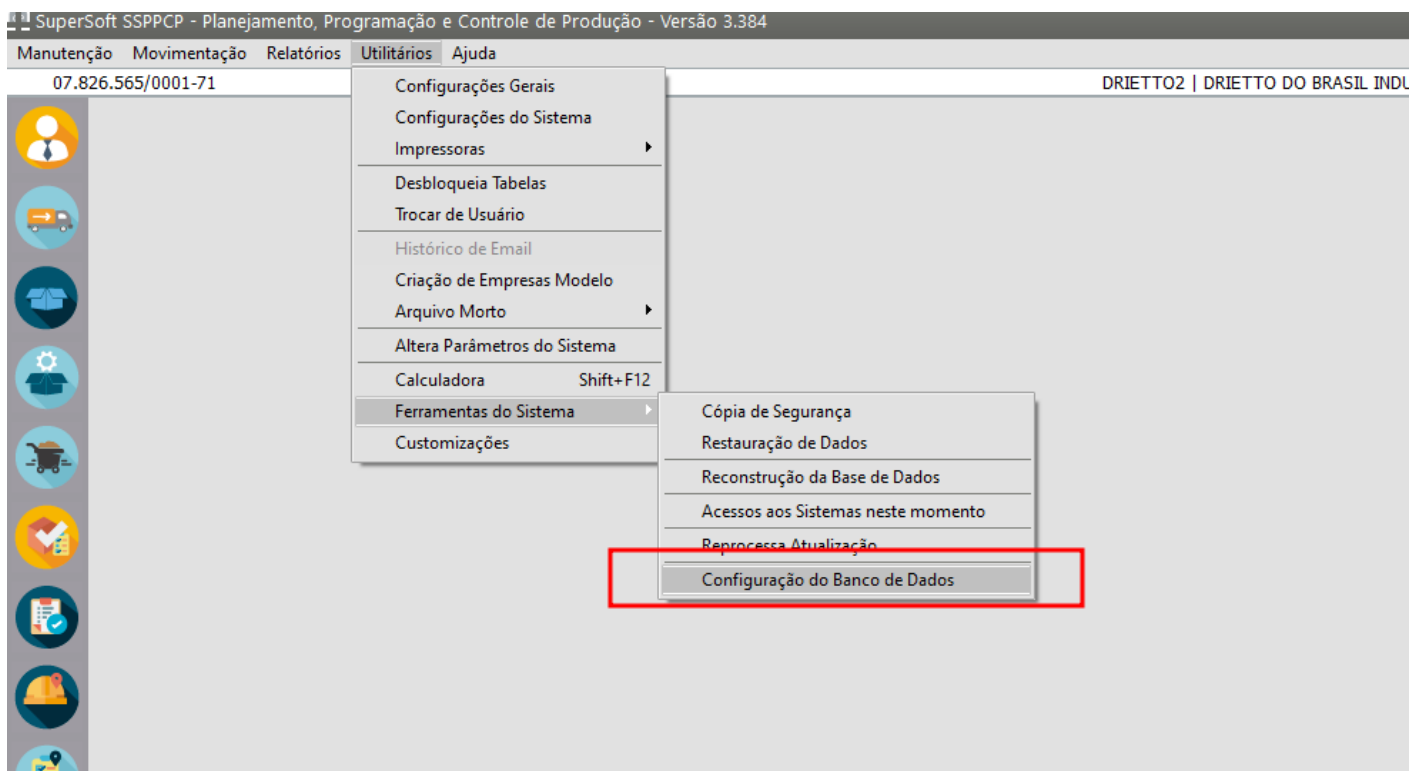 SuperSoft SSPPCP - Planejamento, Programação e Controle de Produção - Versão 3.384
Manutenção Movimentação Relatórios Utilitários Ajuda
07.826.565/0001-71 DRIETTO2 | DRIETTO DO BRASIL INDU
Configurações Gerais
Configurações do Sistema
Impressoras
Desbloqueia Tabelas
Trocar de Usuário
Histórico de Email
Criação de Empresas Modelo
Arquivo Morto
Altera Parâmetros do Sistema
Calculadora Shift+F12
Ferramentas do Sistema
Customizações
Cópia de Segurança
Restauração de Dados
Reconstrução da Base de Dados
Acessos aos Sistemas neste momento
Reprocessa Atualização
Configuração do Banco de Dados